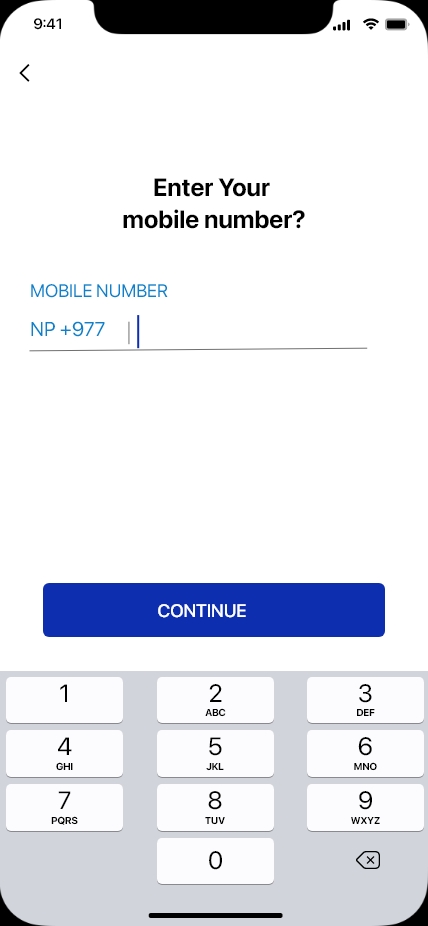 9:41
Enter Your
mobile number?
MOBILE NUMBER
NP +977
CONTINUE
1 2 3
ABC DEF
4 5 6
GHI JKL MNO
7 8 9
PQRS TUV WXYZ
0